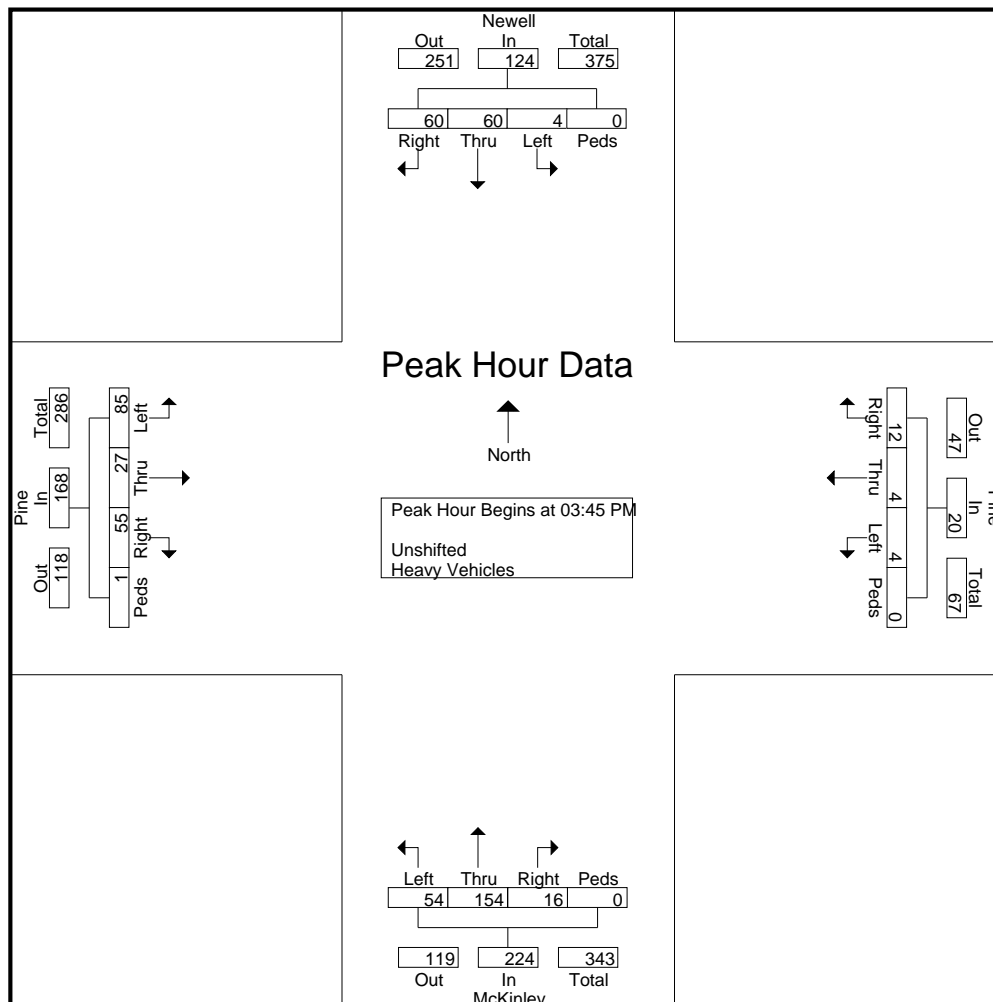 Newell
Out In Total
251 124 375
60 60 4 0
Right Thru Left Peds
Peak Hour Data
North
Peak Hour Begins at 03:45 PM
Unshifted
Heavy Vehicles
Pine
Out In Total
118 168 286
85 27 55 1
Left Thru Right Peds
Pine
Out In Total
47 20 67
12 4 4 0
Right Thru Left Peds
Left Thru Right Peds
54 154 16 0
119 224 343
Out In Total
McKinley